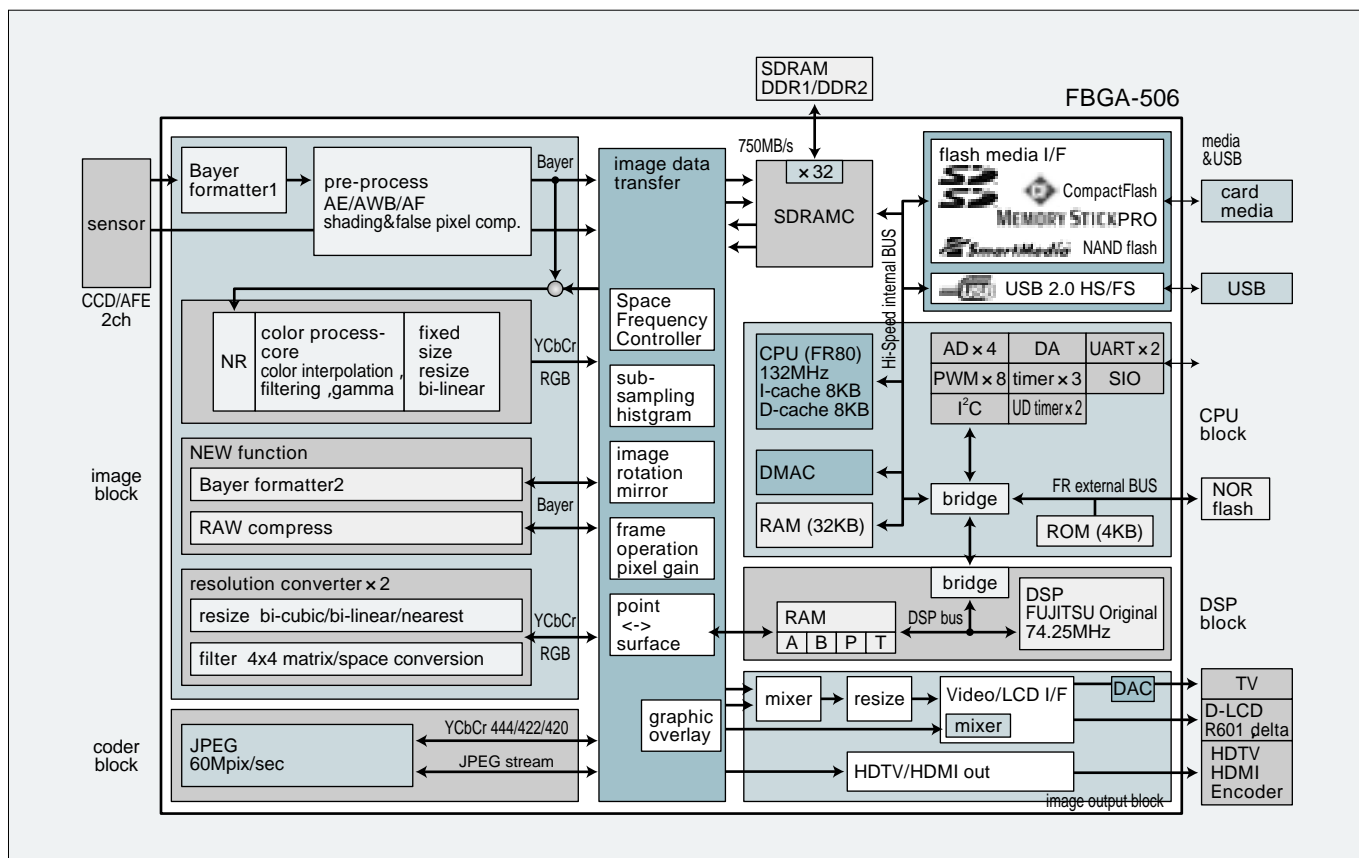 SDRAM
DDR1/DDR2
FBGA-506
sensor
CCD/AFE
2ch
Bayer
formatter1
pre-process
AE/AWB/AF
shading&false pixel comp.
Bayer
NR
color process-
core
color interpolation ,
filtering ,gamma
fixed
size
resize
bi-linear
YCbCr
RGB
image
block
NEW function
Bayer formatter2
RAW compress
Bayer
resolution converter × 2
resize bi-cubic/bi-linear/nearest
filter 4x4 matrix/space conversion
YCbCr
RGB
coder
block
JPEG
60Mpix/sec
YCbCr 444/422/420
JPEG stream
image data
transfer
Space
Frequency
Controller
sub-
sampling
histgram
image
rotation
mirror
frame
operation
pixel gain
point
<->
surface
graphic
overlay
750MB/s
× 32
SDRAMC
Hi-Speed internal BUS
flash media I/F
SD
SD
CompactFlash
MEMORY STICK PRO
SmartMedia
NAND flash
USB
USB 2.0 HS/FS
media
&USB
card
media
USB
CPU (FR80)
132MHz
I-cache 8KB
D-cache 8KB
DMAC
RAM (32KB)
AD × 4
DA
UART × 2
PWM × 8
timer × 3
SIO
I²C
UD timer × 2
CPU
block
bridge
FR external BUS
ROM (4KB)
NOR
flash
bridge
RAM
A B P T
DSP bus
DSP
FUJITSU Original
74.25MHz
DSP
block
mixer
resize
Video/LCD I/F
mixer
DAC
HDTV/HDMI out
image output block
TV
D-LCD
R601 ,delta
HDTV
HDMI
Encoder